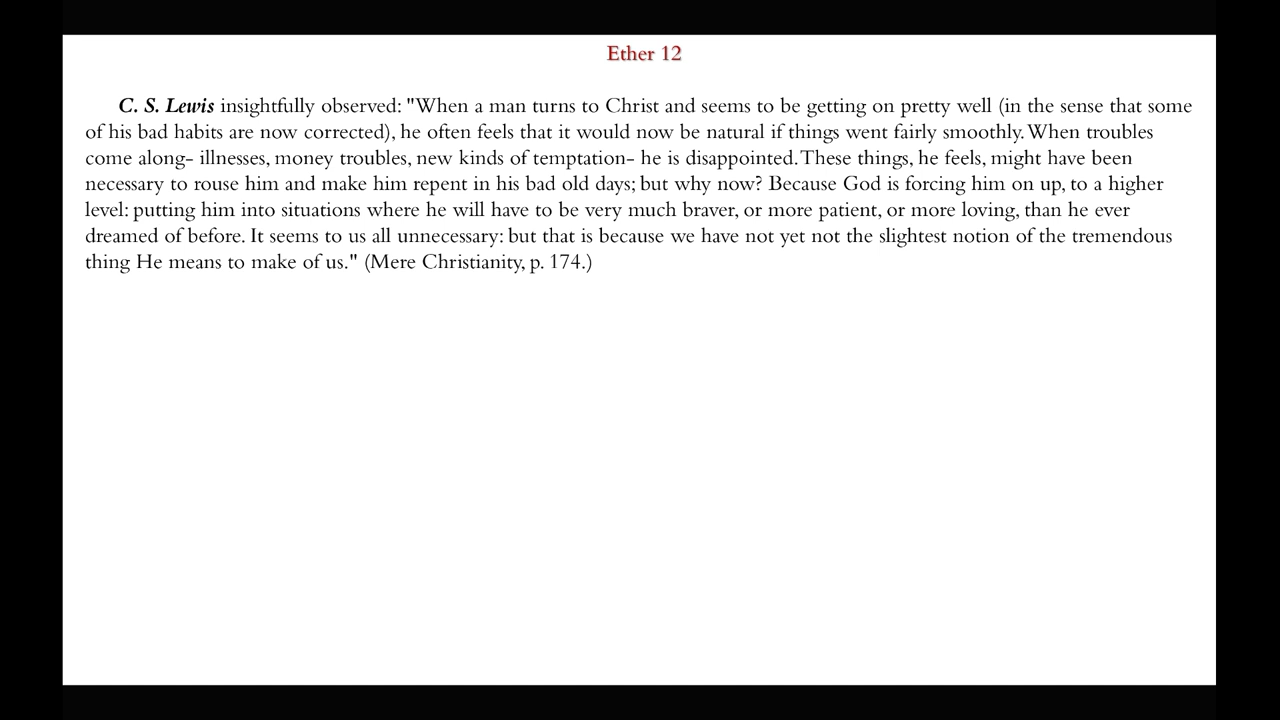 Ether 12
C. S. Lewis insightfully observed: "When a man turns to Christ and seems to be getting on pretty well (in the sense that some
of his bad habits are now corrected), he often feels that it would now be natural if things went fairly smoothly. When troubles
come along- illnesses, money troubles, new kinds of temptation- he is disappointed. These things, he feels, might have been
necessary to rouse him and make him repent in his bad old days; but why now? Because God is forcing him on up, to a higher
level: putting him into situations where he will have to be very much braver, or more patient, or more loving, than he ever
dreamed of before. It seems to us all unnecessary: but that is because we have not yet not the slightest notion of the tremendous
thing He means to make of us." (Mere Christianity, p. 174.)